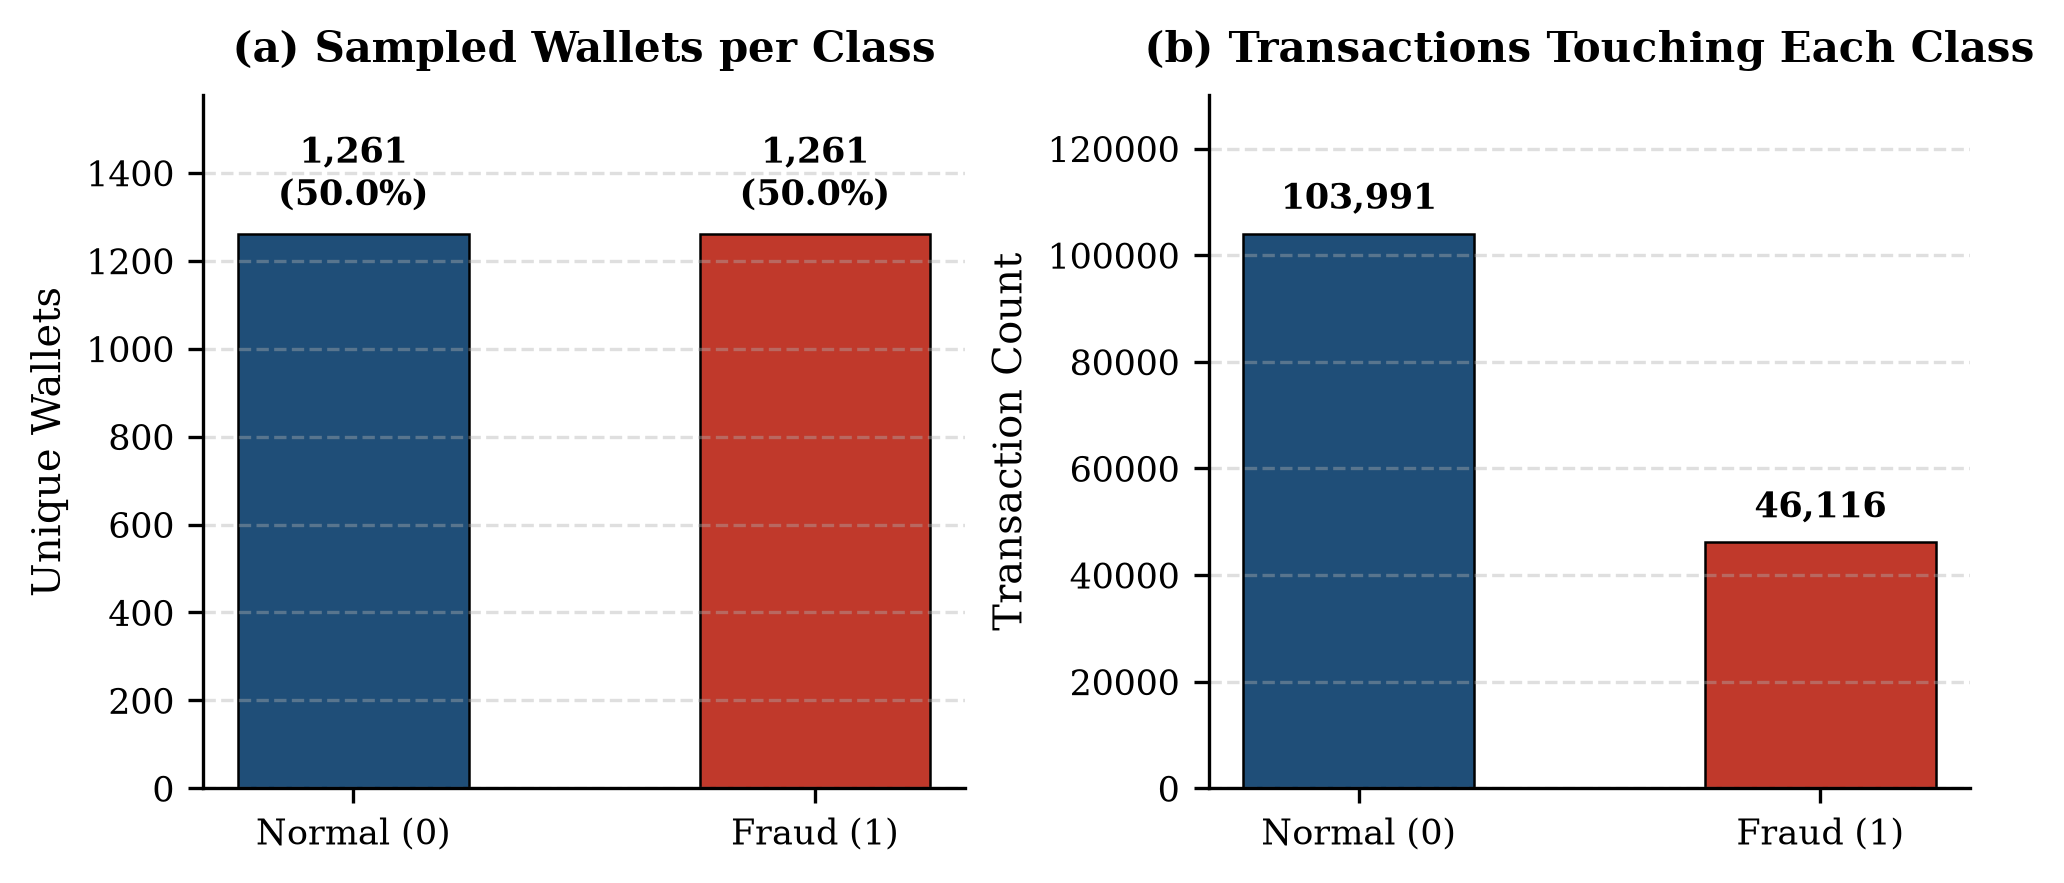 (a) Sampled Wallets per Class
Unique Wallets
1400
1200
1000
800
600
400
200
0
1,261
(50.0%)
1,261
(50.0%)
Normal (0)
Fraud (1)
(b) Transactions Touching Each Class
Transaction Count
120000
100000
80000
60000
40000
20000
0
103,991
46,116
Normal (0)
Fraud (1)